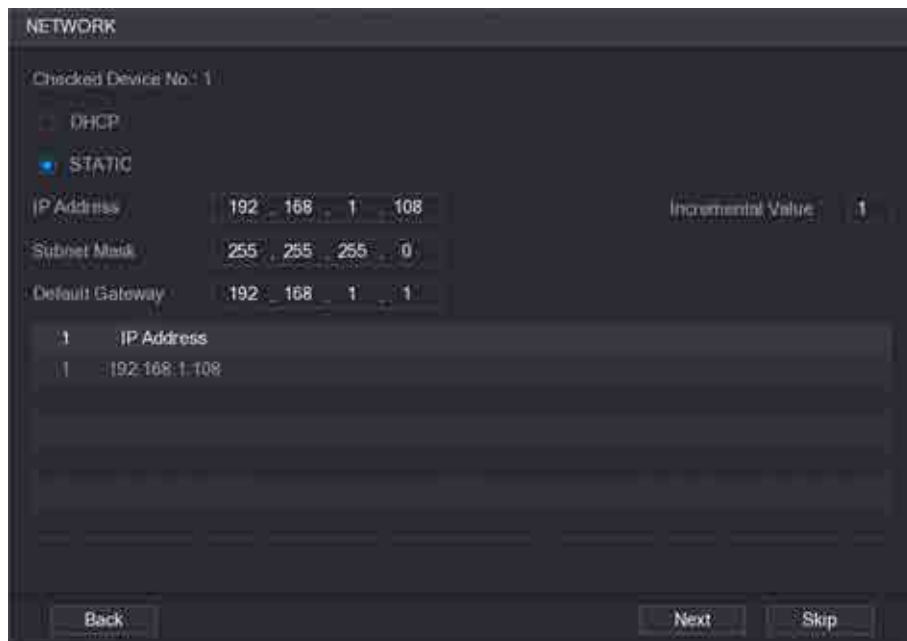 NETWORK
Checked Device No.: 1
DHCP
STATIC
IP Address 192 . 168 . 1 . 108 Incremental Value 1
Subnet Mask 255 . 255 . 255 . 0
Default Gateway 192 . 168 . 1 . 1
1 IP Address
1 192.168.1.108
Back Next Skip